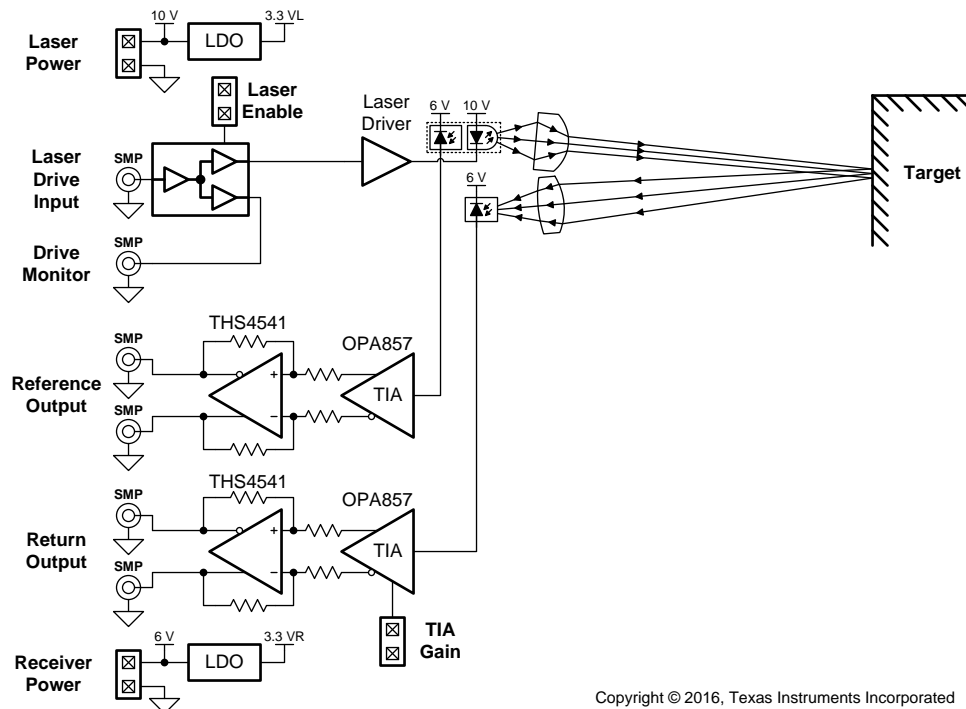 10 V
3.3 VL
Laser
Power
LDO
Laser
Enable
Laser
Driver
6 V
10 V
Laser
Drive
Input
SMP
6 V
Target
Drive
Monitor
SMP
THS4541
OPA857
SMP
Reference
Output
+
−
TIA
SMP
THS4541
OPA857
SMP
Return
Output
+
−
TIA
SMP
TIA
Gain
6 V
3.3 VR
Receiver
Power
LDO
Copyright © 2016, Texas Instruments Incorporated